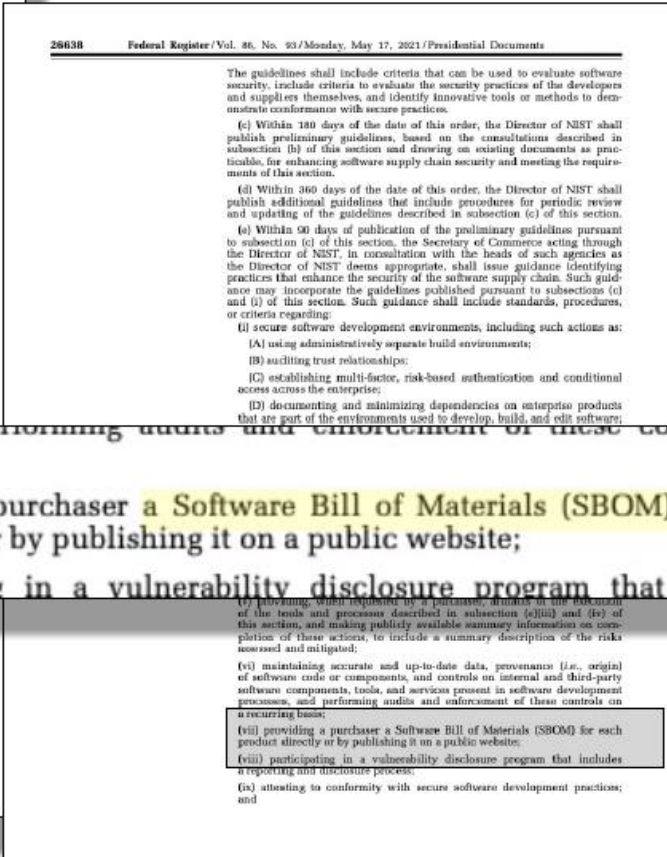 26638 Federal Register/Vol. 86, No. 93/Monday, May 17, 2021/Presidential Documents
The guidelines shall include criteria that can be used to evaluate software
security, include criteria to evaluate the security practices of the developers
and suppliers themselves, and identify innovative tools or methods to dem-
onstrate conformance with secure practices.
(c) Within 180 days of the date of this order, the Director of NIST shall
publish preliminary guidelines, based on the consultations described in
subsection (b) of this section and drawing on existing documents as prac-
ticable, for enhancing software supply chain security and meeting the require-
ments of this section.
(d) Within 360 days of the date of this order, the Director of NIST shall
publish additional guidelines that include procedures for periodic review
and updating of the guidelines described in subsection (c) of this section.
(e) Within 90 days of publication of the preliminary guidelines pursuant
to subsection (c) of this section, the Secretary of Commerce acting through
the Director of NIST, in consultation with the heads of such agencies as
the Director of NIST deems appropriate, shall issue guidance identifying
practices that enhance the security of the software supply chain. Such guid-
ance may incorporate the guidelines published pursuant to subsections (c)
and (i) of this section. Such guidance shall include standards, procedures,
or criteria regarding:
(i) secure software development environments, including such actions as:
(A) using administratively separate build environments;
(B) auditing trust relationships;
(C) establishing multi-factor, risk-based authentication and conditional
access across the enterprise;
(D) documenting and minimizing dependencies on enterprise products
that are part of the environments used to develop, build, and edit software;
audits and enforcement of these
purchaser a Software Bill of Materials (SBOM)
by publishing it on a public website;
in a vulnerability disclosure program that
(v) providing, when requested by a purchaser, artifacts of the execution
of the tools and processes described in subsection (e)(iii) and (iv) of
this section, and making publicly available summary information on com-
pletion of these actions, to include a summary description of the risks
assessed and mitigated;
(vi) maintaining accurate and up-to-date data, provenance (i.e., origin)
of software code or components, and controls on internal and third-party
software components, tools, and services present in software development
processes, and performing audits and enforcement of these controls on
a recurring basis;
(vii) providing a purchaser a Software Bill of Materials (SBOM) for each
product directly or by publishing it on a public website;
(viii) participating in a vulnerability disclosure program that includes
a reporting and disclosure process;
(ix) attesting to conformity with secure software development practices;
and